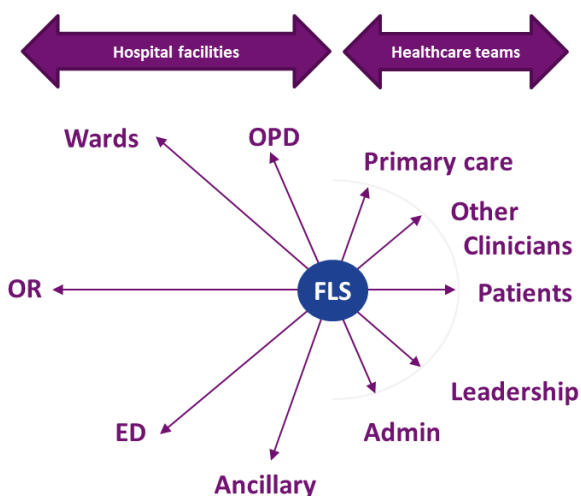 Hospital facilities
Healthcare teams
Wards
OPD
Primary care
Other
Clinicians
OR
FLS
Patients
Leadership
ED
Admin
Ancillary